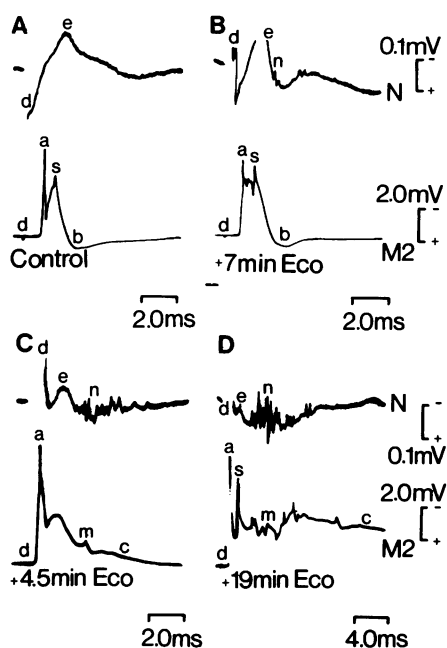 A
B
e
d
d
e
n
0.1mV
-
+
N
a
s
d
b
Control
a
s
d
b
+7min Eco
2.0mV
-
+
M2
2.0ms
2.0ms
C
D
d
e
n
d
e
n
N
-
+
0.1mV
a
d
m
c
+4.5min Eco
a
s
d
m
c
+19min Eco
2.0mV
-
+
M2
2.0ms
4.0ms